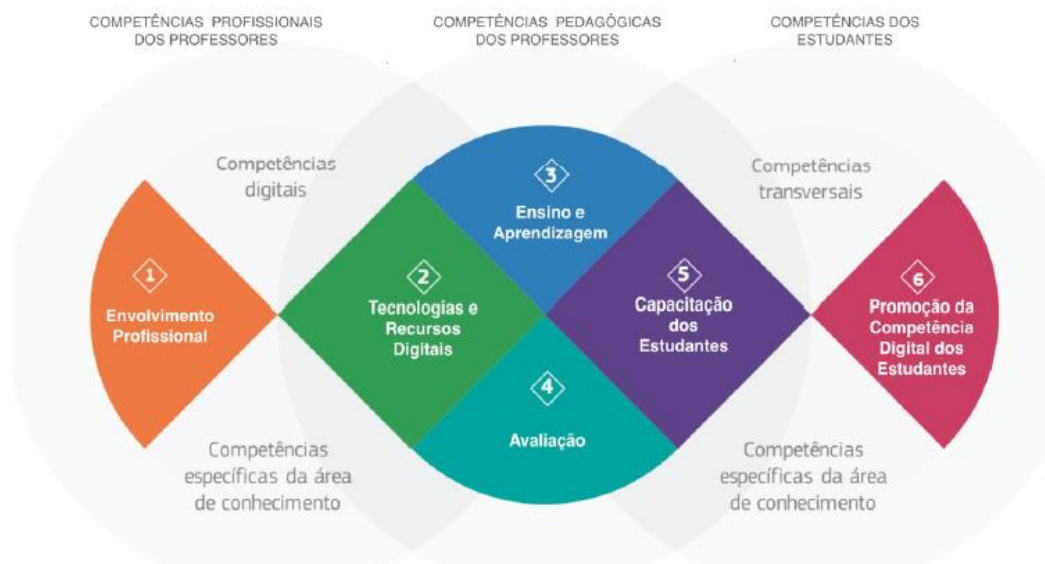 COMPETÊNCIAS PROFISSIONAIS
DOS PROFESSORES
COMPETÊNCIAS PEDAGÓGICAS
DOS PROFESSORES
COMPETÊNCIAS DOS
ESTUDANTES
Competências
digitais
Competências
transversais
1
Envolvimento
Profissional
2
Tecnologias e
Recursos
Digitais
3
Ensino e
Aprendizagem
4
Avaliação
5
Capacitação
dos
Estudantes
6
Promoção da
Competência
Digital dos
Estudantes
Competências
específicas da área
de conhecimento
Competências
específicas da área
de conhecimento